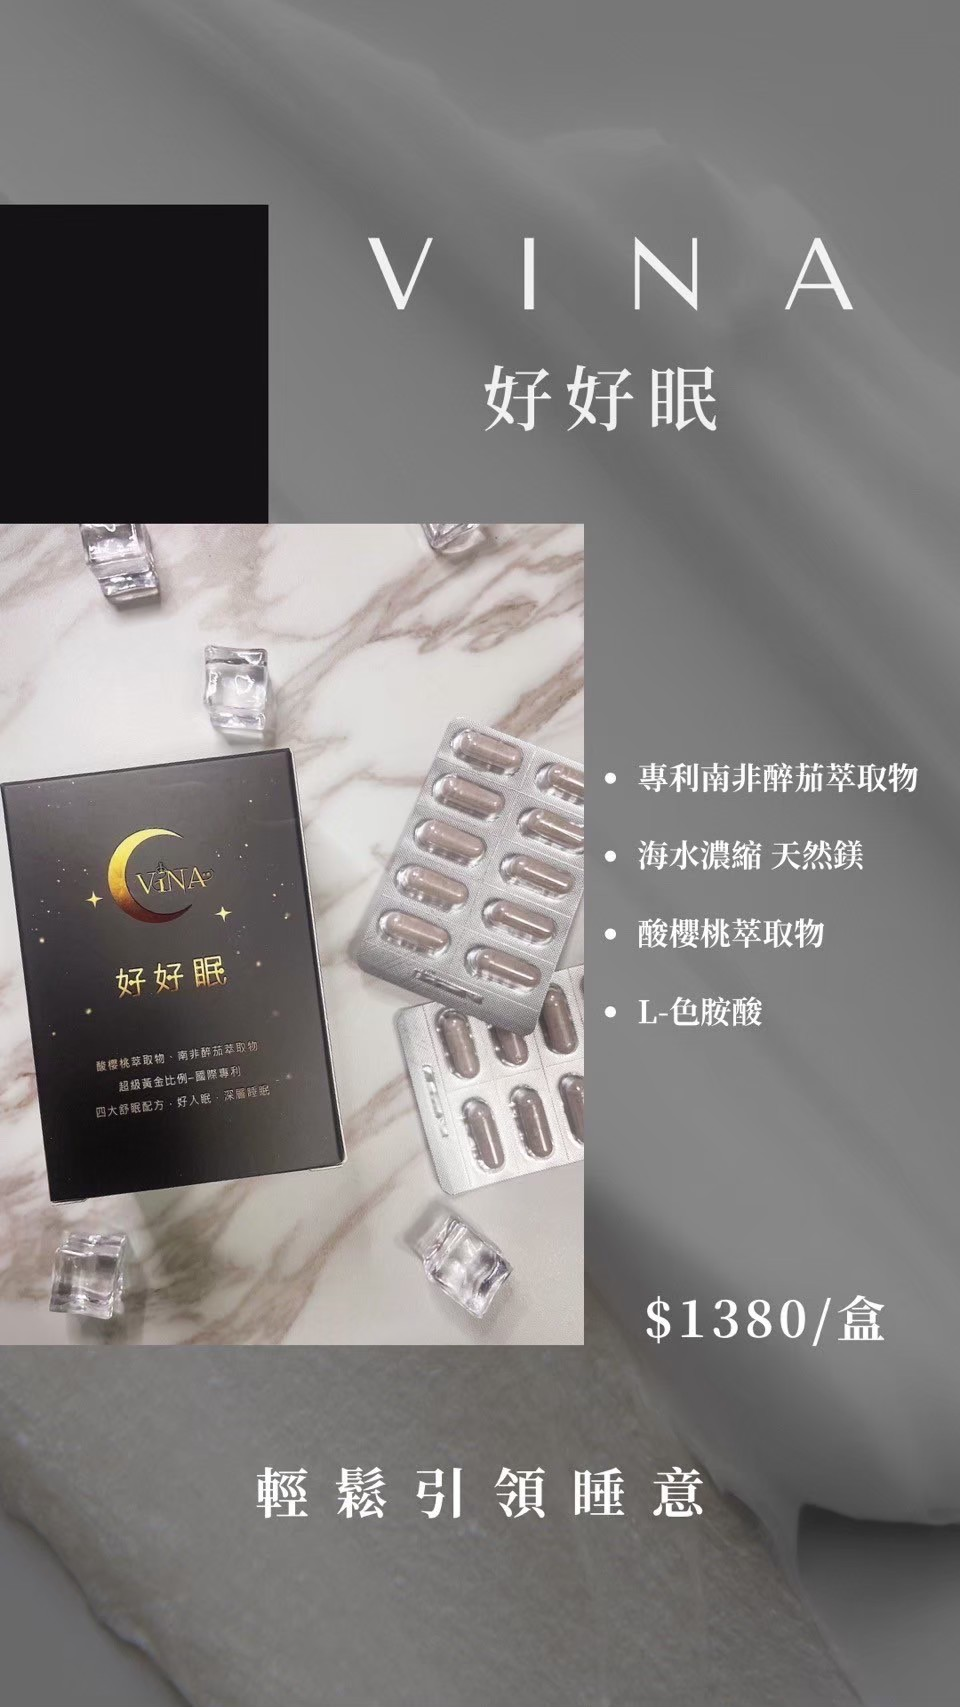 VINA
好好眠
VINA
好好眠
酸櫻桃萃取物·南非醉茄萃取物
超級黃金比例-國際專利
四大舒眠配方·好人眠·深層睡眠
專利南非醉茄萃取物
海水濃縮 天然鎂
酸櫻桃萃取物
L-色胺酸
$1380/盒
輕鬆引領睡意